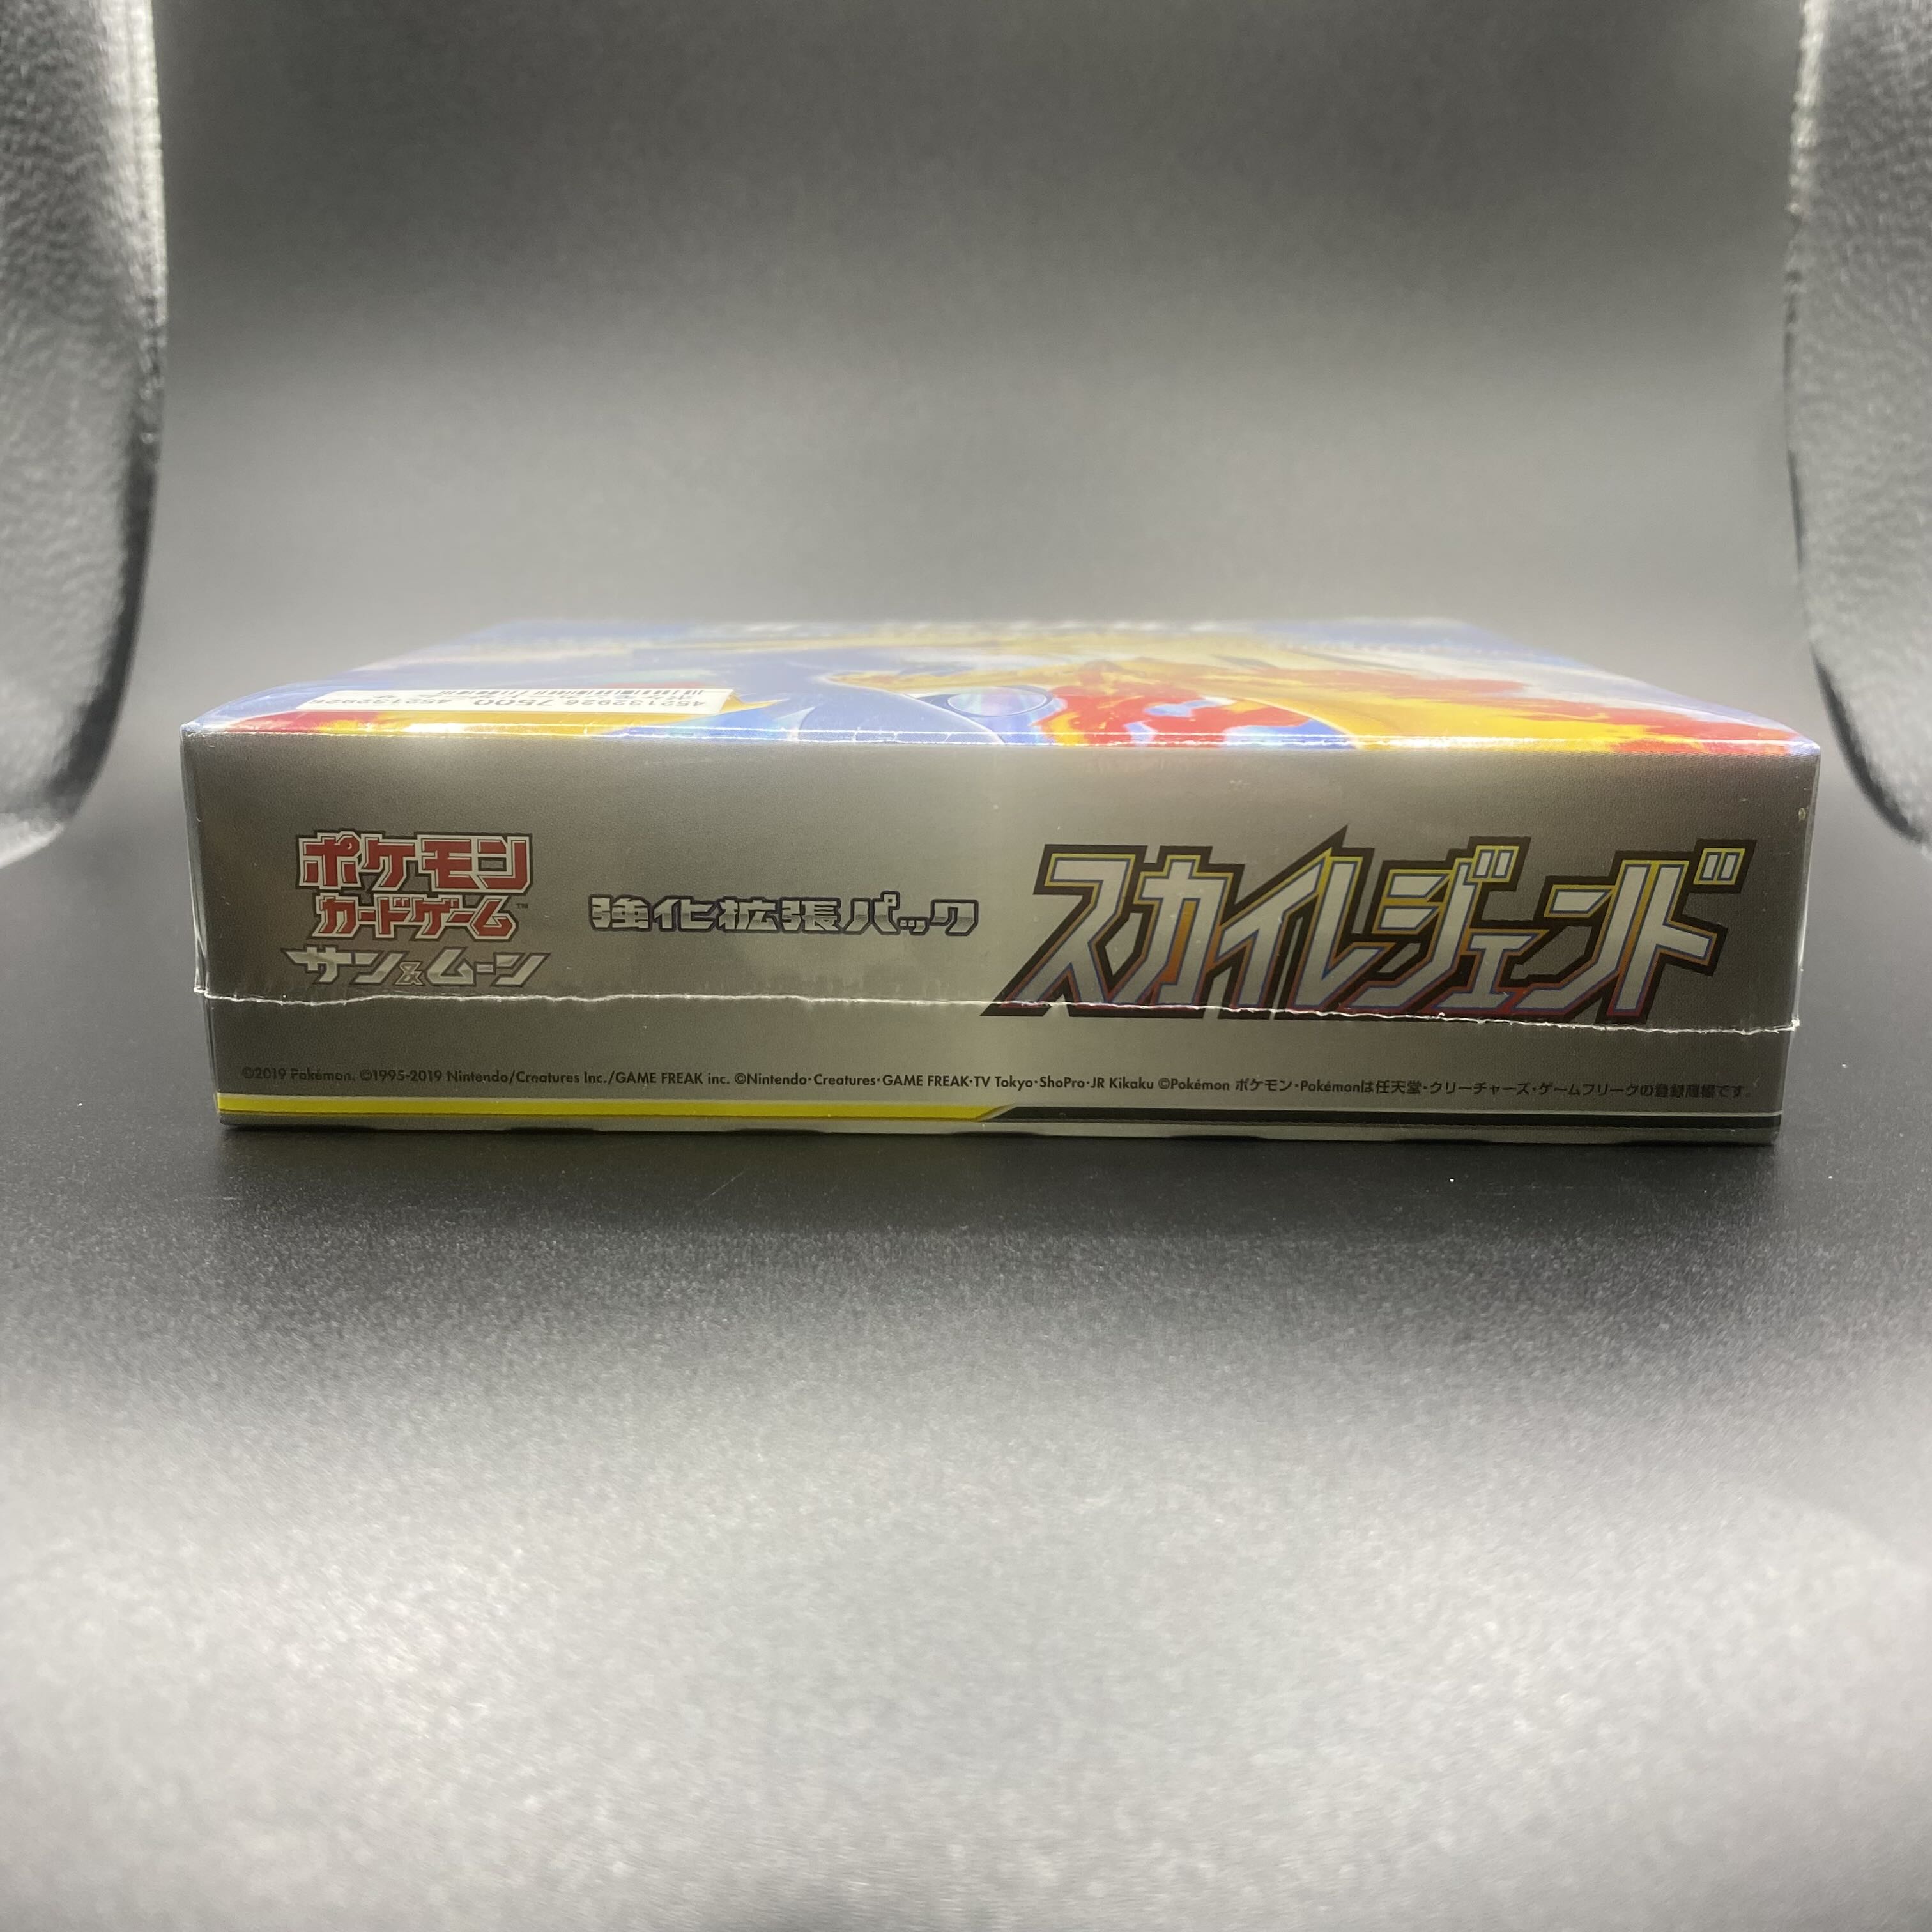 4521329267500
ポケモン
カードゲーム™
サン&ムーン
強化拡張パック
スカイレジェンド
©2019 Pokémon. ©1995-2019 Nintendo/Creatures Inc./GAME FREAK inc. ©Nintendo･Creatures･GAME FREAK･TV Tokyo･ShoPro･JR Kikaku ©Pokémon ポケモン･Pokémonは任天堂･クリーチャーズ･ゲームフリークの登録商標です。